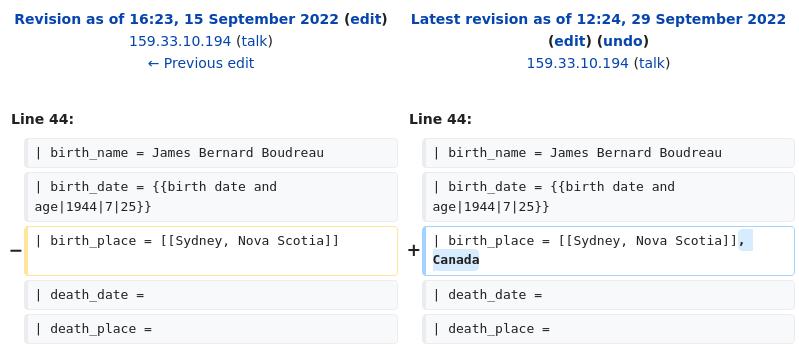 Revision as of 16:23, 15 September 2022 (edit)
159.33.10.194 (talk)
← Previous edit
Latest revision as of 12:24, 29 September 2022
(edit) (undo)
159.33.10.194 (talk)
Line 44:
Line 44:
| birth_name = James Bernard Boudreau
| birth_name = James Bernard Boudreau
| birth_date = {{birth date and
age|1944|7|25}}
| birth_date = {{birth date and
age|1944|7|25}}
− | birth_place = [[Sydney, Nova Scotia]]
+ | birth_place = [[Sydney, Nova Scotia]],
Canada
| death_date =
| death_date =
| death_place =
| death_place =